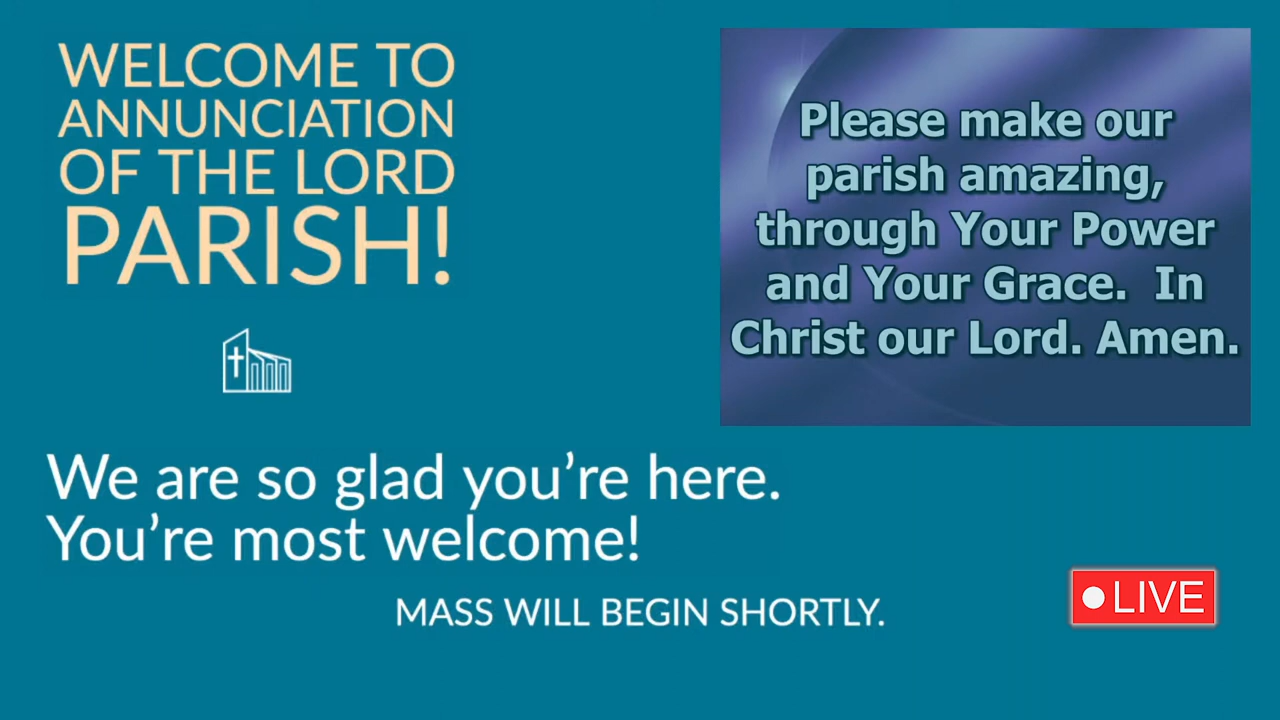 WELCOME TO
ANNUNCIATION
OF THE LORD
PARISH!
Please make our
parish amazing,
through Your Power
and Your Grace.  In
Christ our Lord. Amen.
We are so glad you’re here.
You’re most welcome!
MASS WILL BEGIN SHORTLY.
LIVE